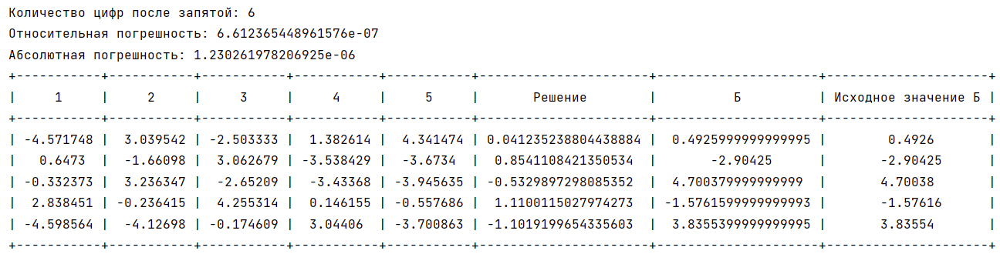 Количество цифр после запятой: 6
Относительная погрешность: 6.612365448961576e-07
Абсолютная погрешность: 1.230261978206925e-06
+-----------+-----------+-----------+-----------+-----------+----------------------+---------------------+---------------------+
|     1     |     2     |     3     |     4     |     5     |       Решение        |          Б          | Исходное значение Б |
+-----------+-----------+-----------+-----------+-----------+----------------------+---------------------+---------------------+
| -4.571748 |  3.039542 | -2.503333 |  1.382614 |  4.341474 | 0.041235238804438884 |  0.4925999999999995 |        0.4926       |
|   0.6473  |  -1.66098 |  3.062679 | -3.538429 |  -3.6734  |  0.8541108421350534  |       -2.90425      |       -2.90425      |
| -0.332373 |  3.236347 |  -2.65209 |  -3.43368 | -3.945635 | -0.5329897298085352  |  4.700379999999999  |       4.70038       |
|  2.838451 | -0.236415 |  4.255314 |  0.146155 | -0.557686 |  1.1100115027974273  | -1.5761599999999993 |       -1.57616      |
| -4.598564 |  -4.12698 | -0.174609 |  3.04406  | -3.700863 | -1.1019199654335603  |  3.8355399999999995 |       3.83554       |
+-----------+-----------+-----------+-----------+-----------+----------------------+---------------------+---------------------+